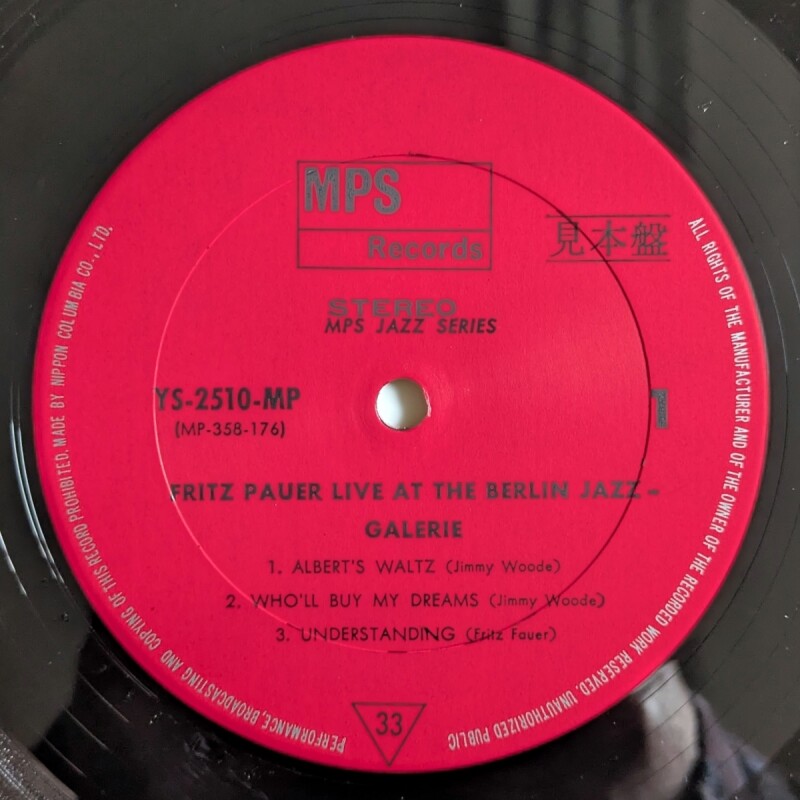 MPS
Records
見本盤
STEREO
MPS JAZZ SERIES
YS-2510-MP
(MP-358-176)
1
FRITZ PAUER LIVE AT THE BERLIN JAZZ -
GALERIE
1. ALBERT'S WALTZ (Jimmy Woode)
2. WHO'LL BUY MY DREAMS (Jimmy Woode)
3. UNDERSTANDING (Fritz Fauer)
33
ALL RIGHTS OF THE MANUFACTURER AND OF THE OWNER OF THE RECORDED WORK RESERVED. UNAUTHORIZED PUBLIC
PERFORMANCE, BROADCASTING AND COPYING OF THIS RECORD PROHIBITED. MADE BY NIPPON COLUMBIA CO., LTD.